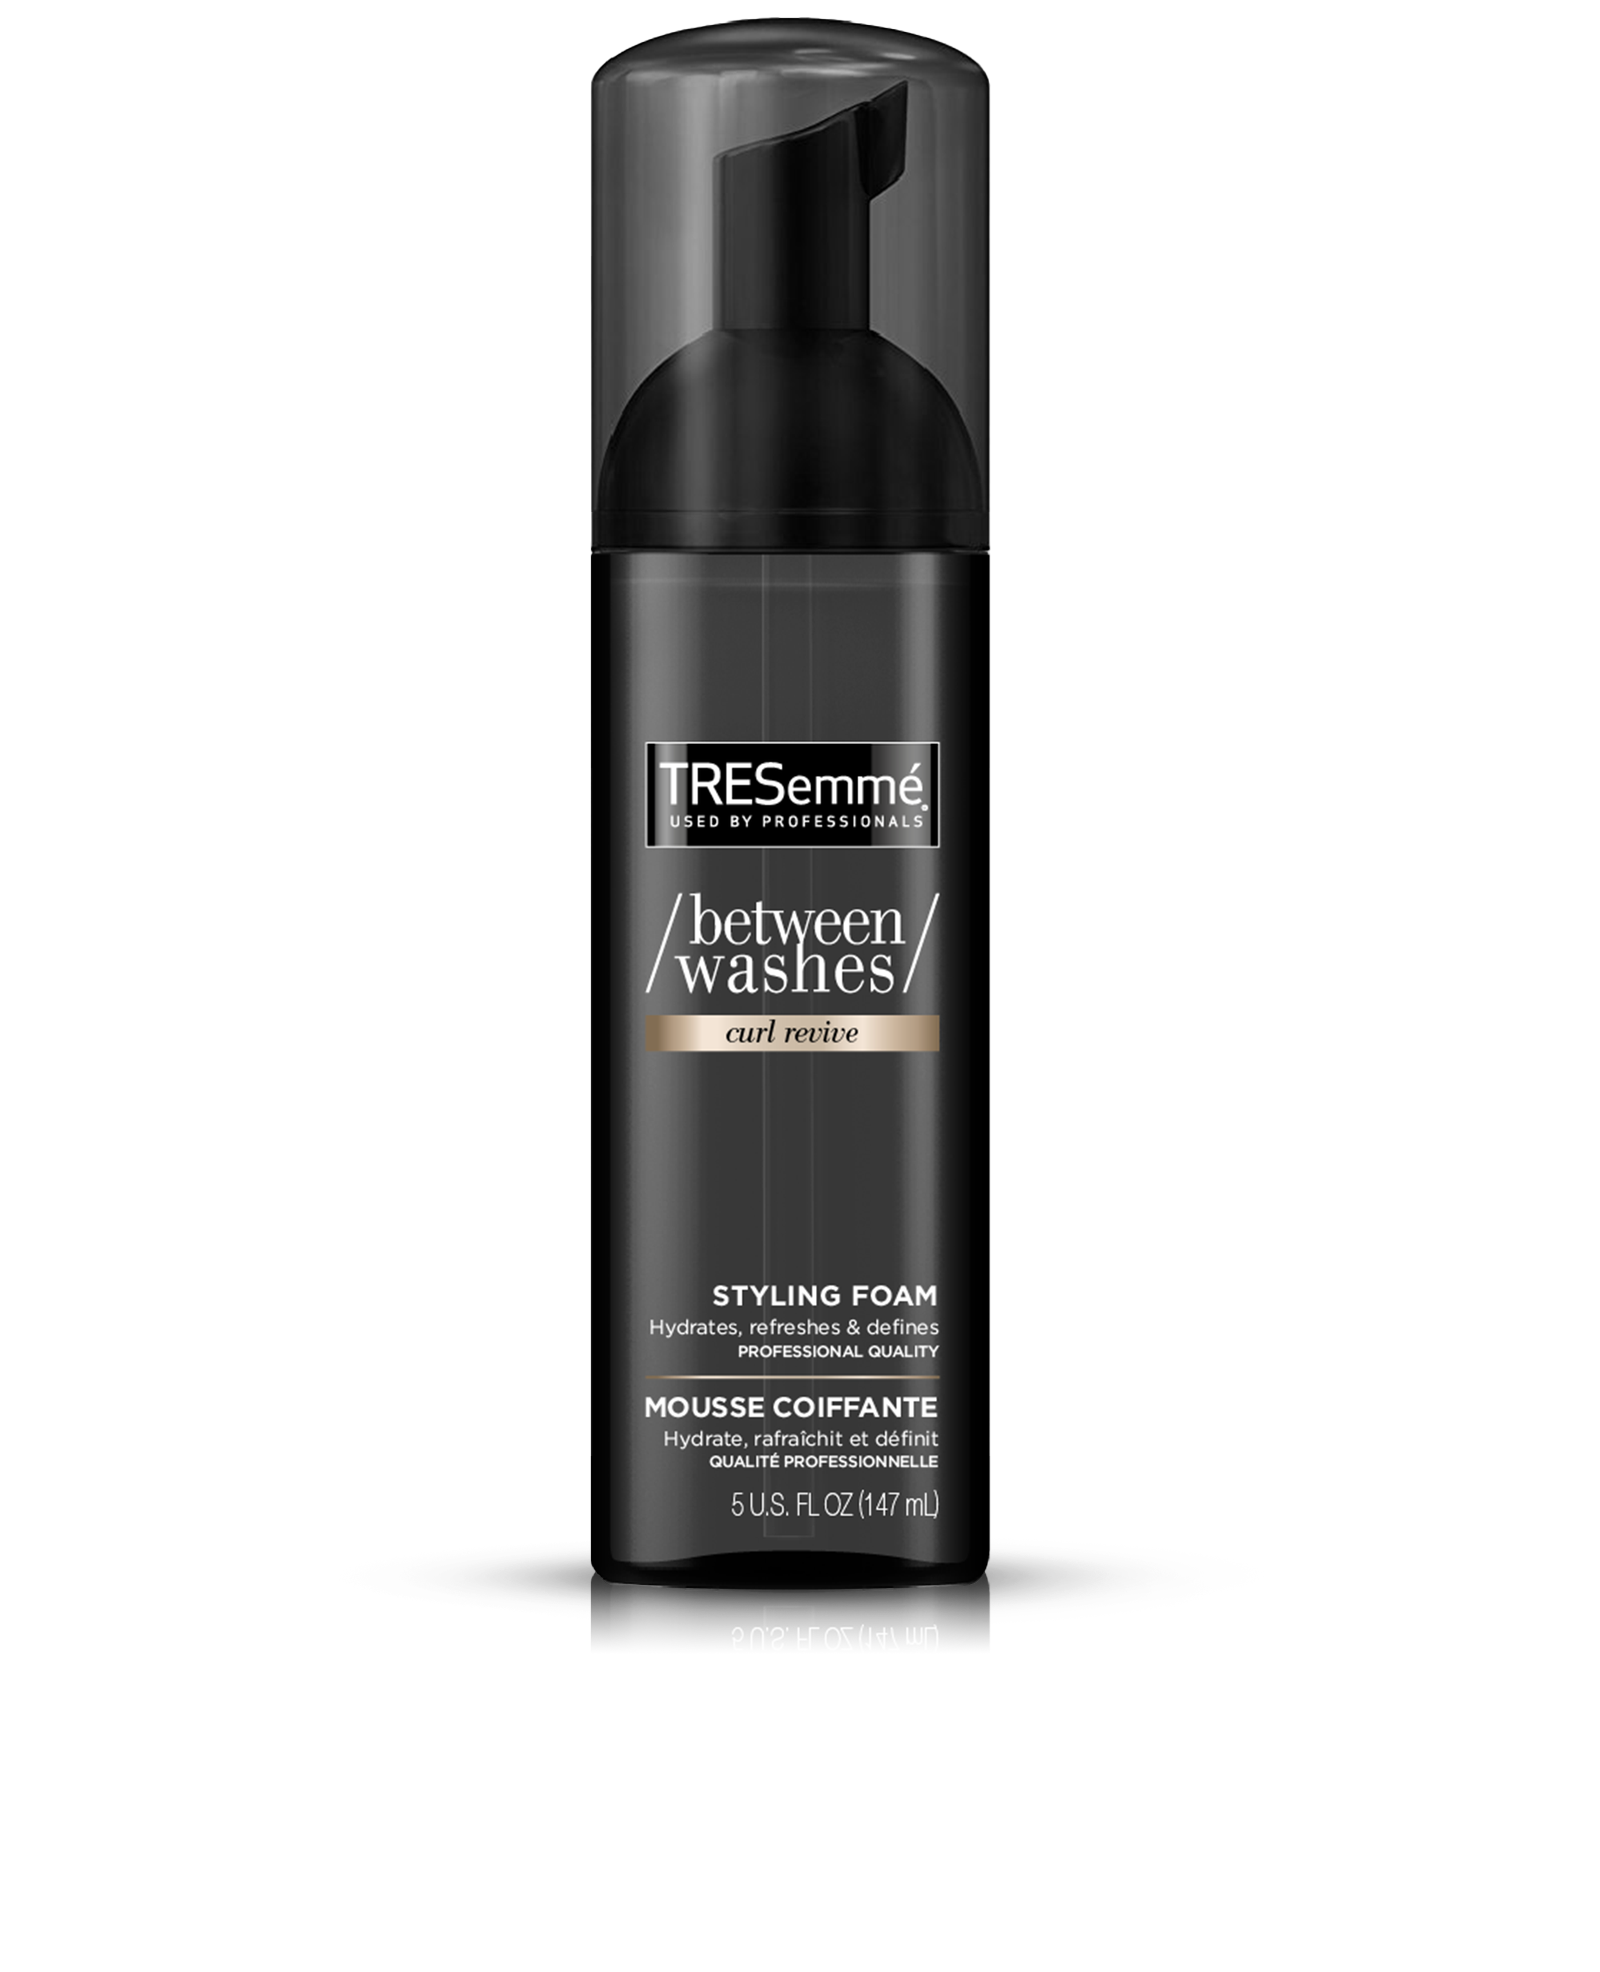 TRESemmé
USED BY PROFESSIONALS
/between/
/washes/
curl revive
STYLING FOAM
Hydrates, refreshes & defines
PROFESSIONAL QUALITY
MOUSSE COIFFANTE
Hydrate, rafraîchit et définit
QUALITÉ PROFESSIONNELLE
5 U.S. FL OZ (147 mL)